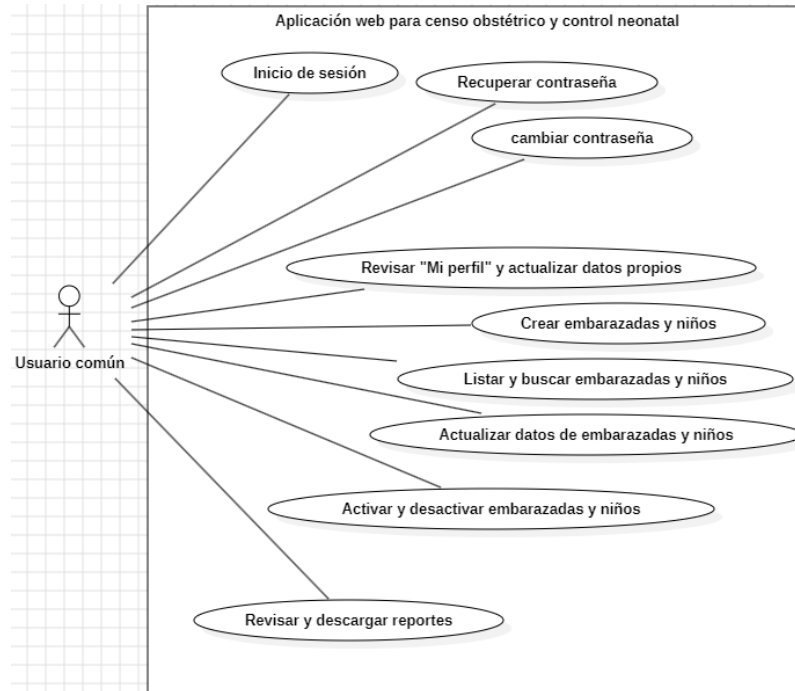 Aplicación web para censo obstétrico y control neonatal
Inicio de sesión
Recuperar contraseña
cambiar contraseña
Revisar "Mi perfil" y actualizar datos propios
Crear embarazadas y niños
Usuario común
Listar y buscar embarazadas y niños
Actualizar datos de embarazadas y niños
Activar y desactivar embarazadas y niños
Revisar y descargar reportes